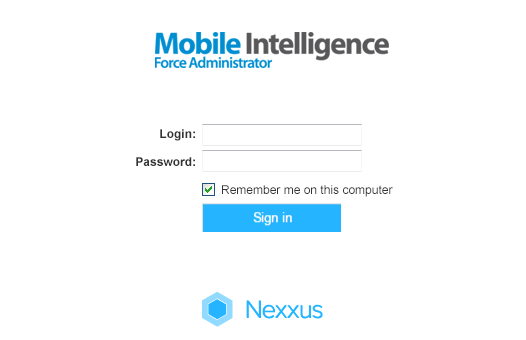 Mobile Intelligence
Force Administrator
Login:
Password:
Remember me on this computer
Sign in
Nexxus